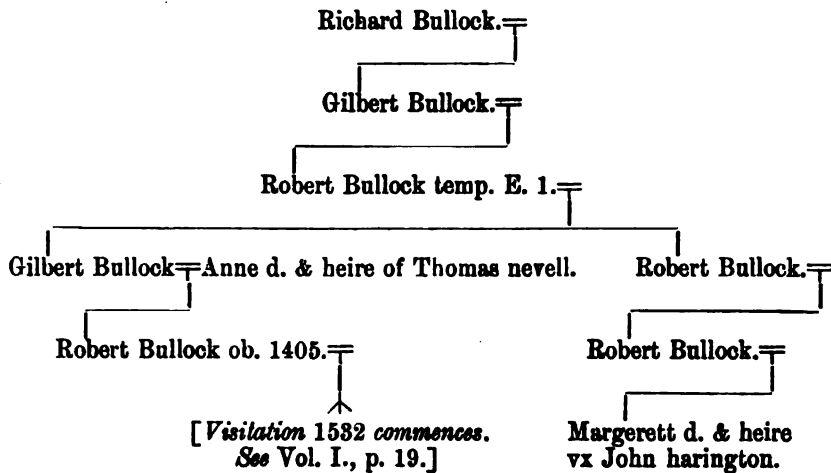 Richard Bullock.
Gilbert Bullock.
Robert Bullock temp. E. 1.
Gilbert Bullock=Anne d. & heire of Thomas nevell. Robert Bullock.
Robert Bullock ob. 1405. Robert Bullock.
[Visitation 1532 commences.
See Vol. I., p. 19.]
Margerett d. & heire
vx John harington.